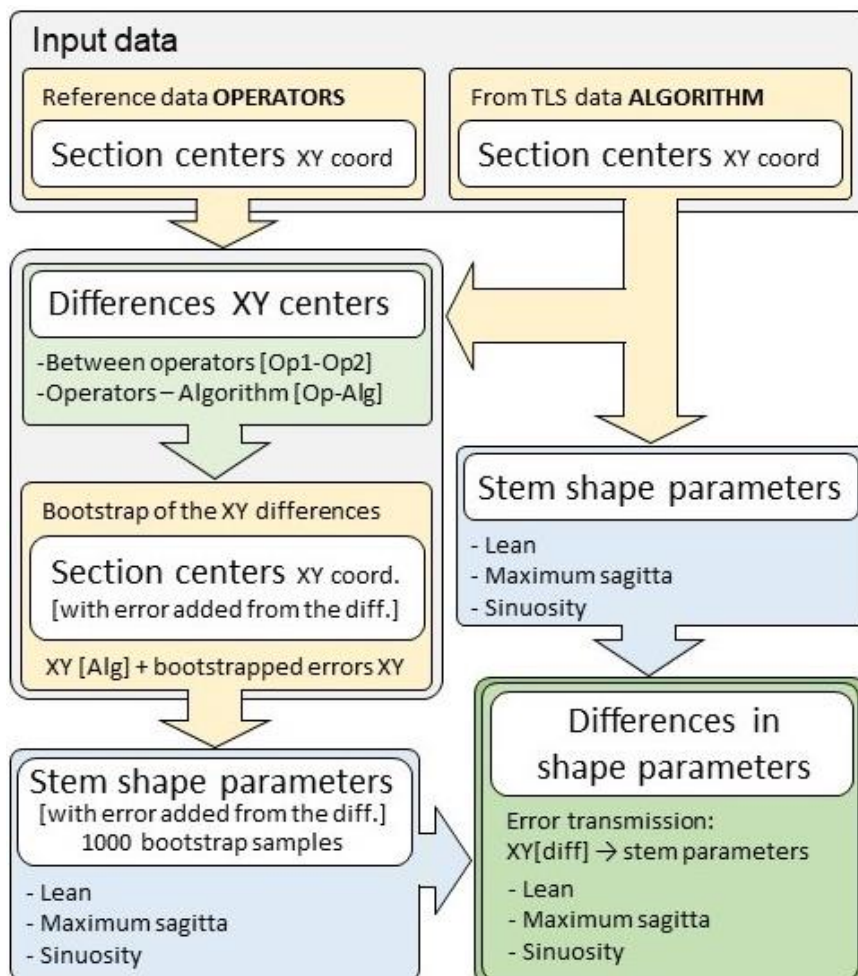 Input data
Reference data OPERATORS
Section centers XY coord
From TLS data ALGORITHM
Section centers XY coord
Differences XY centers
-Between operators [Op1-Op2]
-Operators – Algorithm [Op-Alg]
Bootstrap of the XY differences
Section centers XY coord.
[with error added from the diff.]
XY [Alg] + bootstrapped errors XY
Stem shape parameters
- Lean
- Maximum sagitta
- Sinuosity
Stem shape parameters
[with error added from the diff.]
1000 bootstrap samples
- Lean
- Maximum sagitta
- Sinuosity
Differences in
shape parameters
Error transmission:
XY[diff] → stem parameters
- Lean
- Maximum sagitta
- Sinuosity